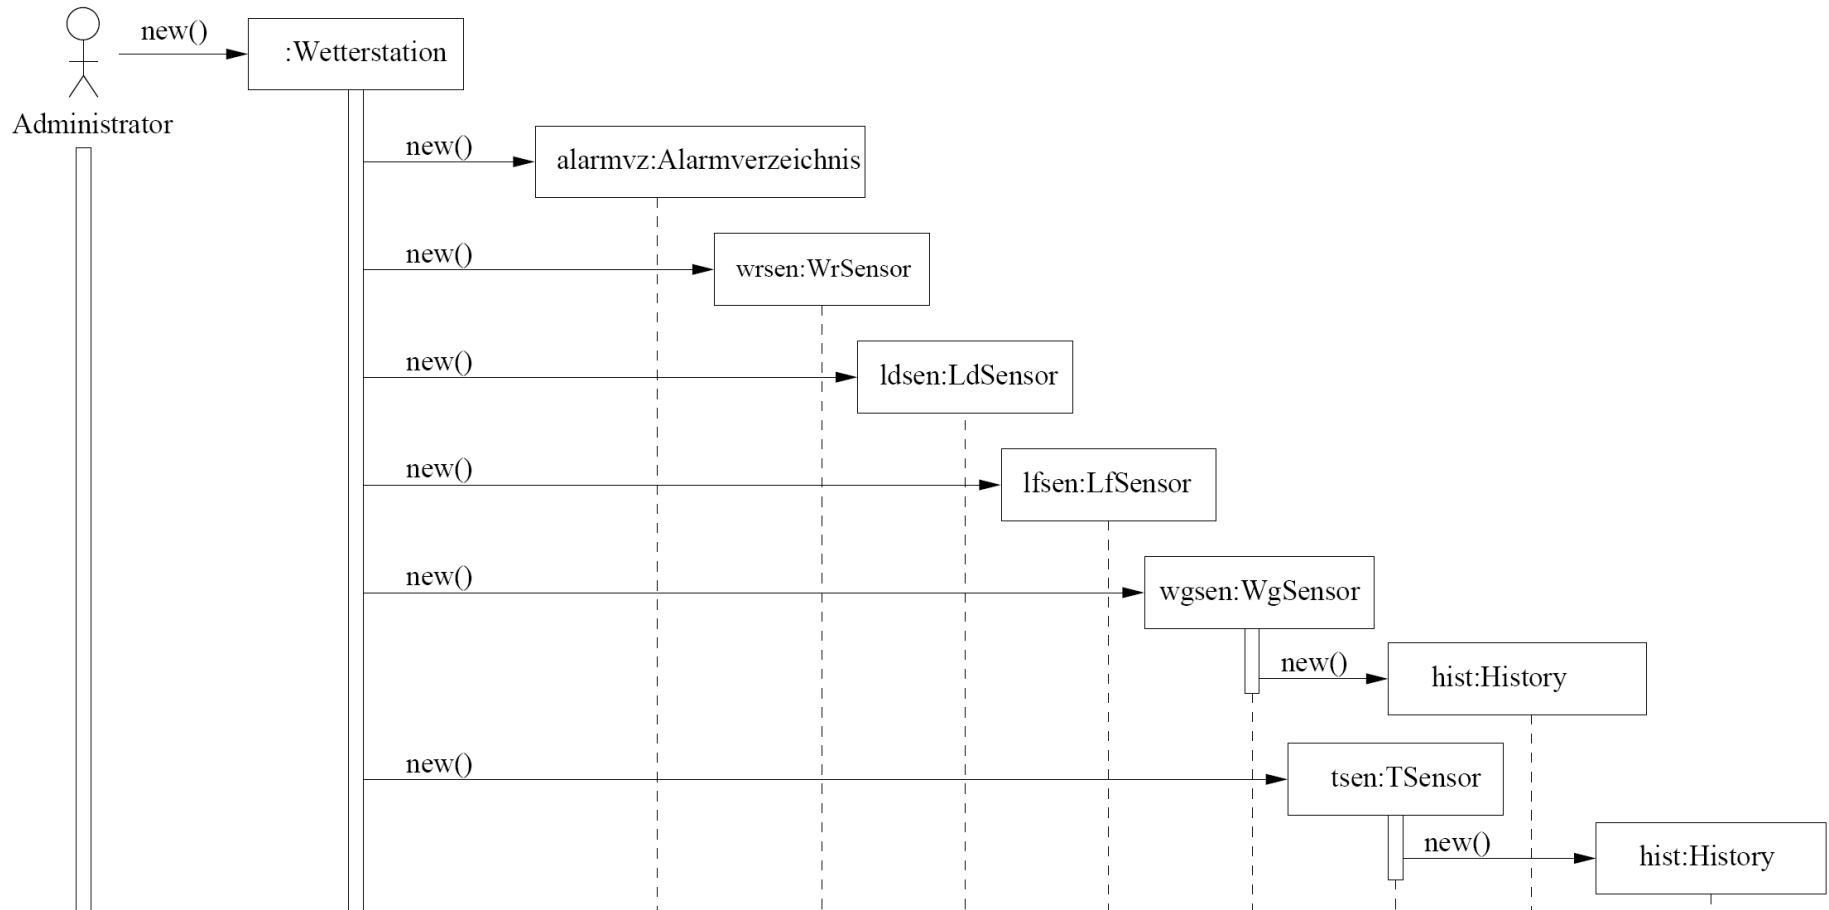 new()
:Wetterstation
Administrator
new()
alarmvz:Alarmverzeichnis
new()
wrsen:WrSensor
new()
ldsen:LdSensor
new()
lfsen:LfSensor
new()
wgsen:WgSensor
new()
hist:History
new()
tsen:TSensor
new()
hist:History